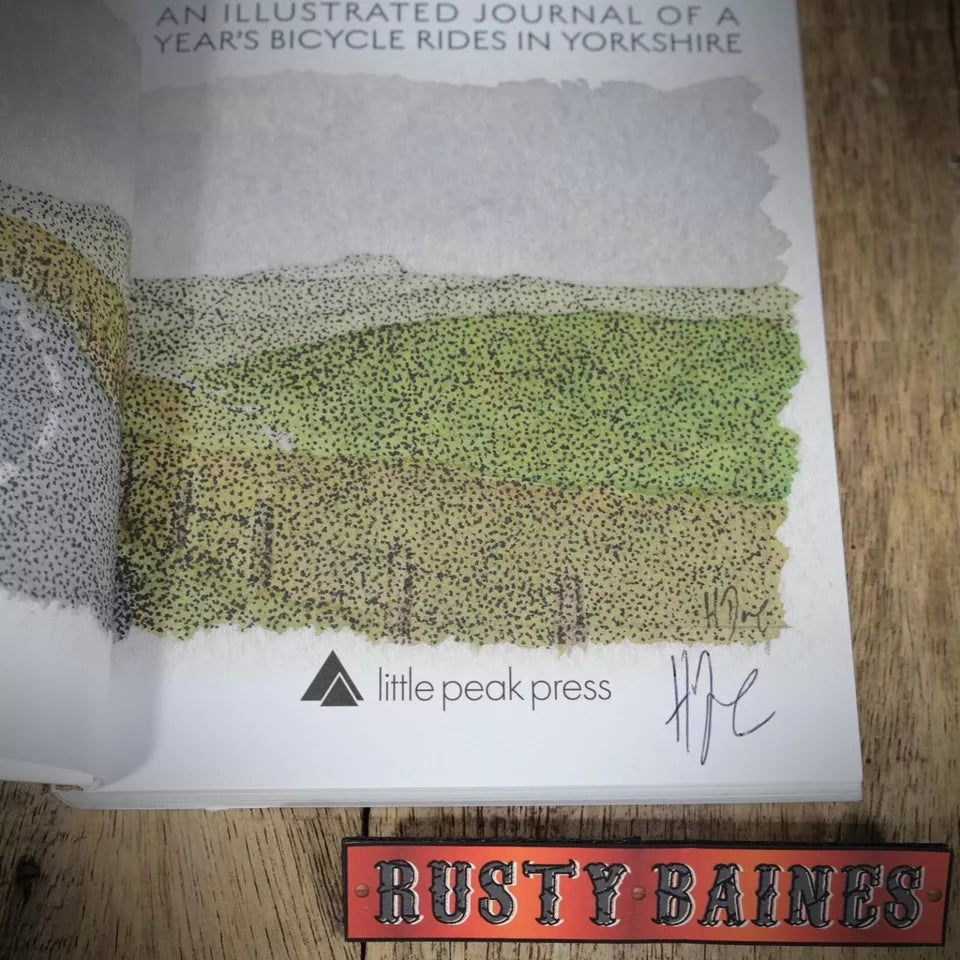 AN ILLUSTRATED JOURNAL OF A
YEAR'S BICYCLE RIDES IN YORKSHIRE
little peak press
RUSTY BAINES